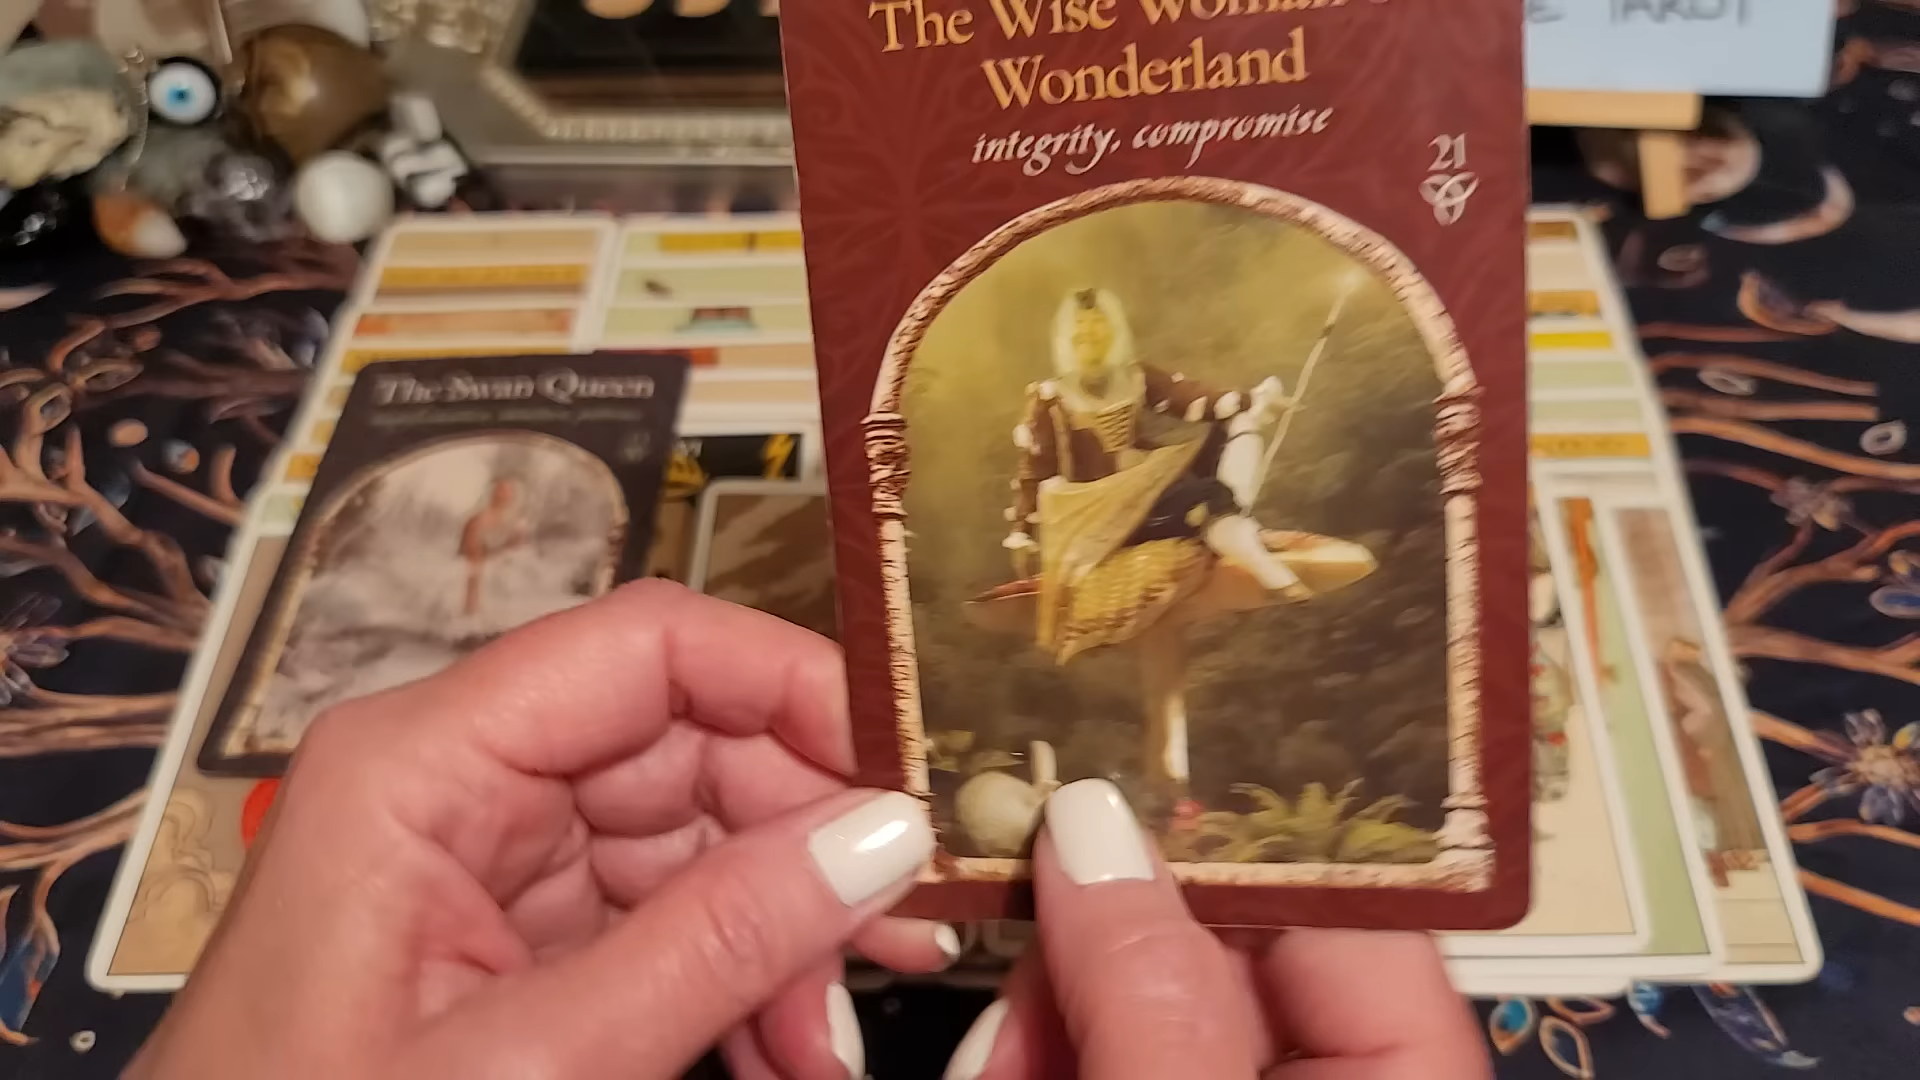 The Wise Woman's
Wonderland
integrity, compromise
21
E TAROT
The Swan Queen